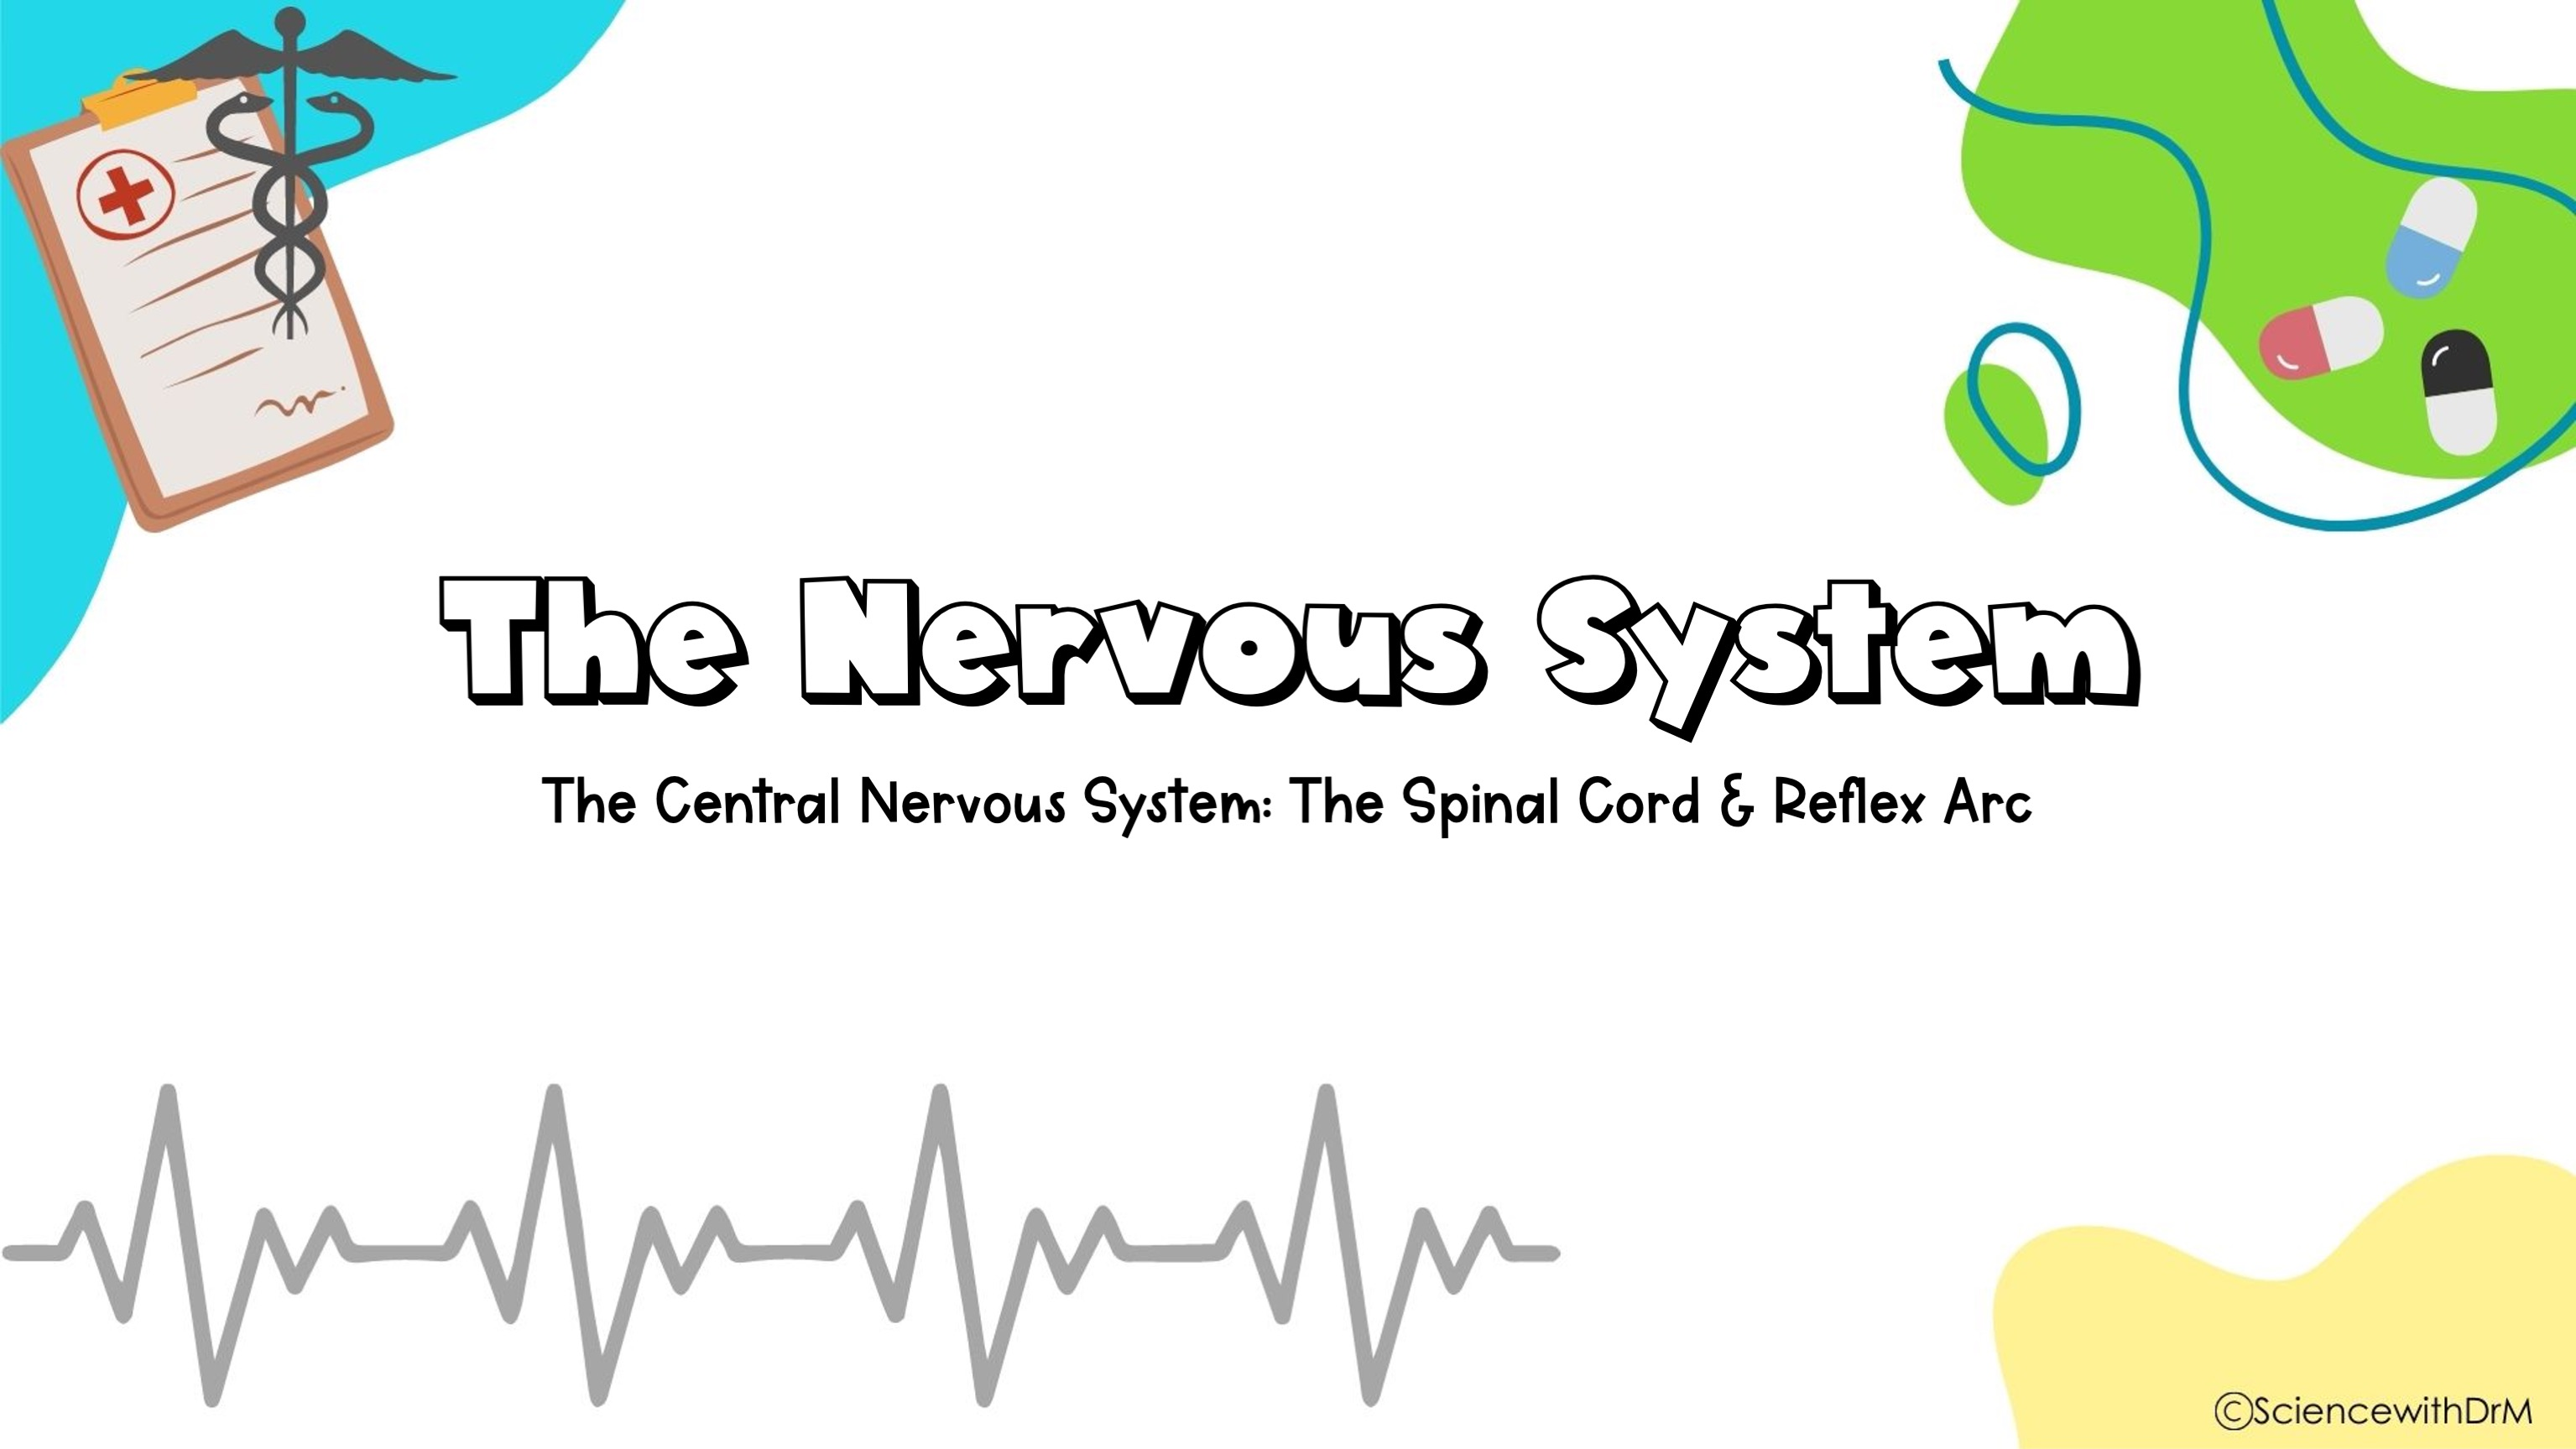 The Nervous System
The Central Nervous System: The Spinal Cord & Reflex Arc
©SciencewithDrM